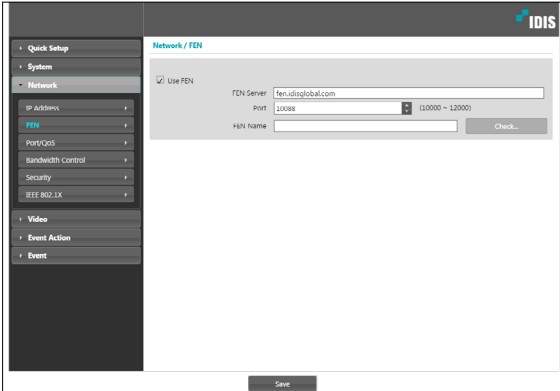 IDIS
Quick Setup
System
Network
IP Address
FEN
Port/QoS
Bandwidth Control
Security
IEEE 802.1X
Video
Event Action
Event
Network / FEN
Use FEN
FEN Server fen.idisglobal.com
Port 10088 (10000 ~ 12000)
FEN Name Check...
Save